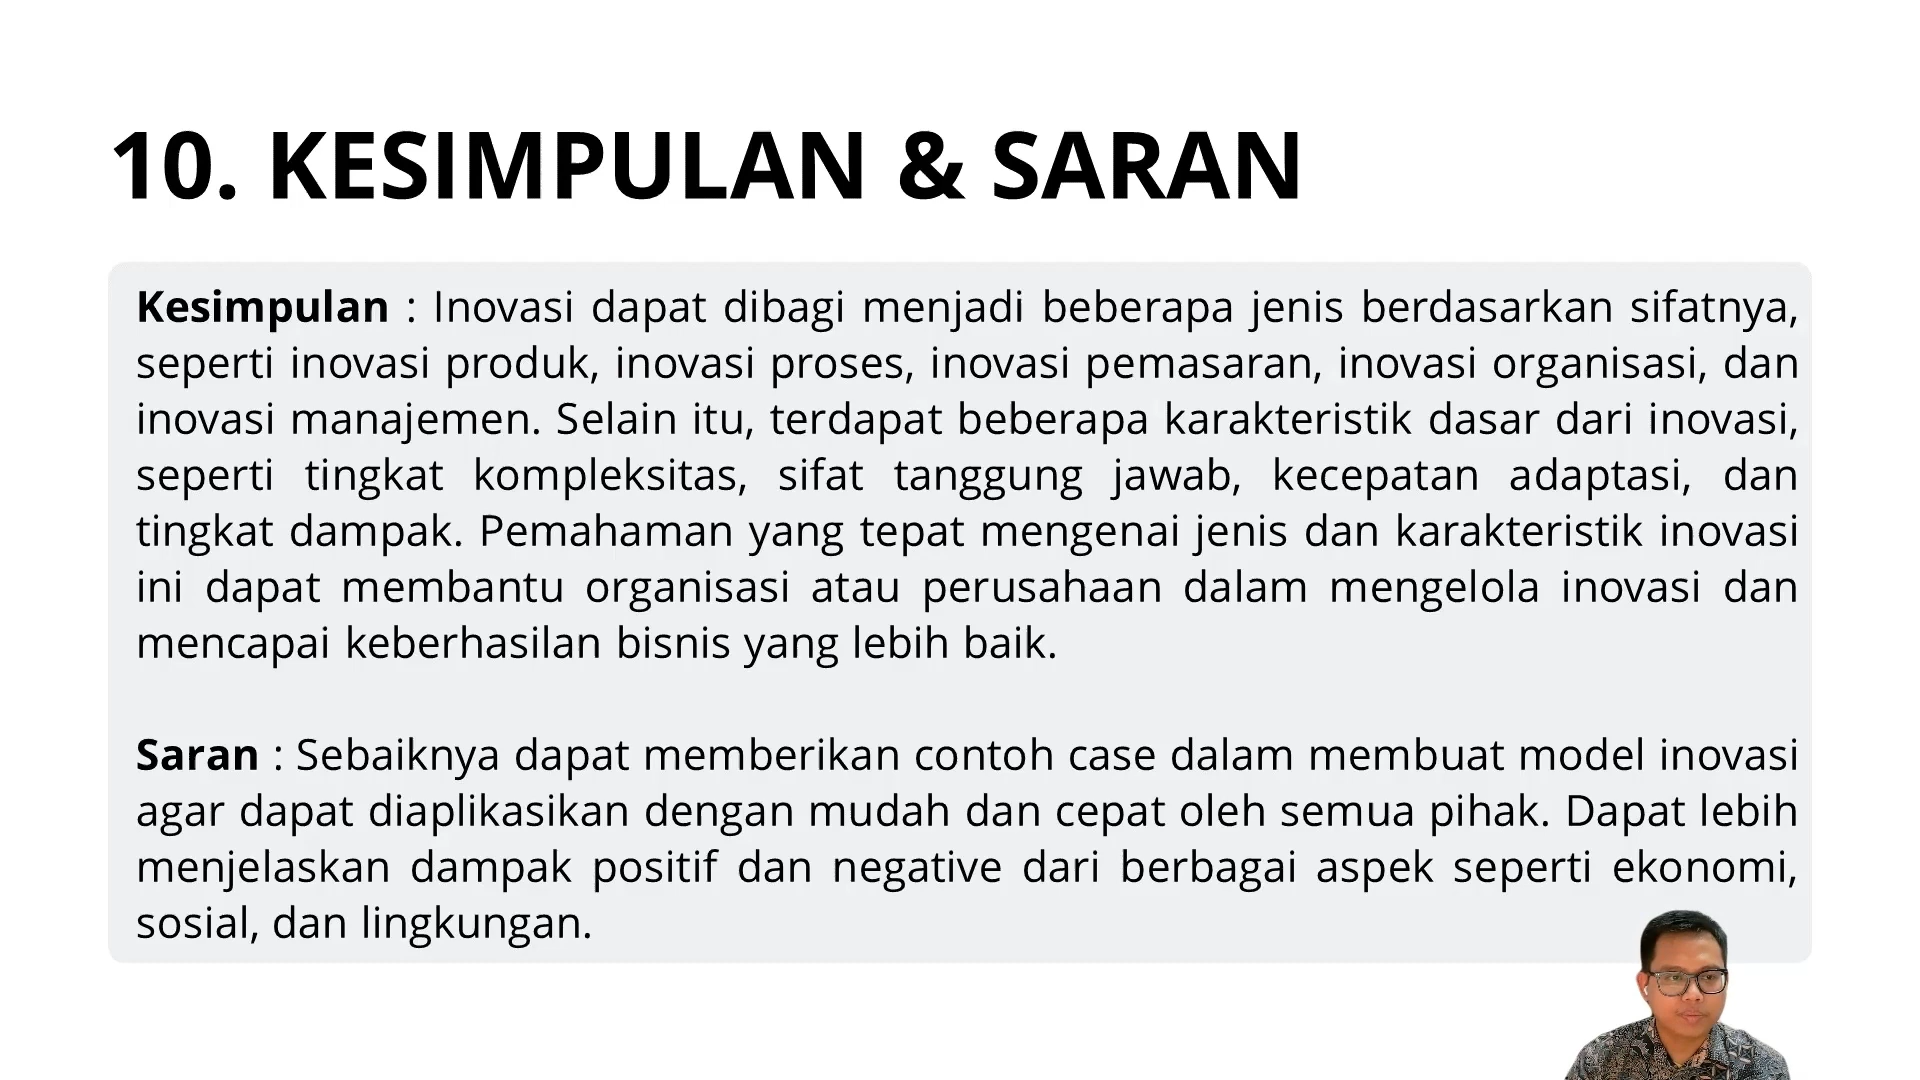 10. KESIMPULAN & SARAN
Kesimpulan : Inovasi dapat dibagi menjadi beberapa jenis berdasarkan sifatnya,
seperti inovasi produk, inovasi proses, inovasi pemasaran, inovasi organisasi, dan
inovasi manajemen. Selain itu, terdapat beberapa karakteristik dasar dari inovasi,
seperti tingkat kompleksitas, sifat tanggung jawab, kecepatan adaptasi, dan
tingkat dampak. Pemahaman yang tepat mengenai jenis dan karakteristik inovasi
ini dapat membantu organisasi atau perusahaan dalam mengelola inovasi dan
mencapai keberhasilan bisnis yang lebih baik.
Saran : Sebaiknya dapat memberikan contoh case dalam membuat model inovasi
agar dapat diaplikasikan dengan mudah dan cepat oleh semua pihak. Dapat lebih
menjelaskan dampak positif dan negative dari berbagai aspek seperti ekonomi,
sosial, dan lingkungan.